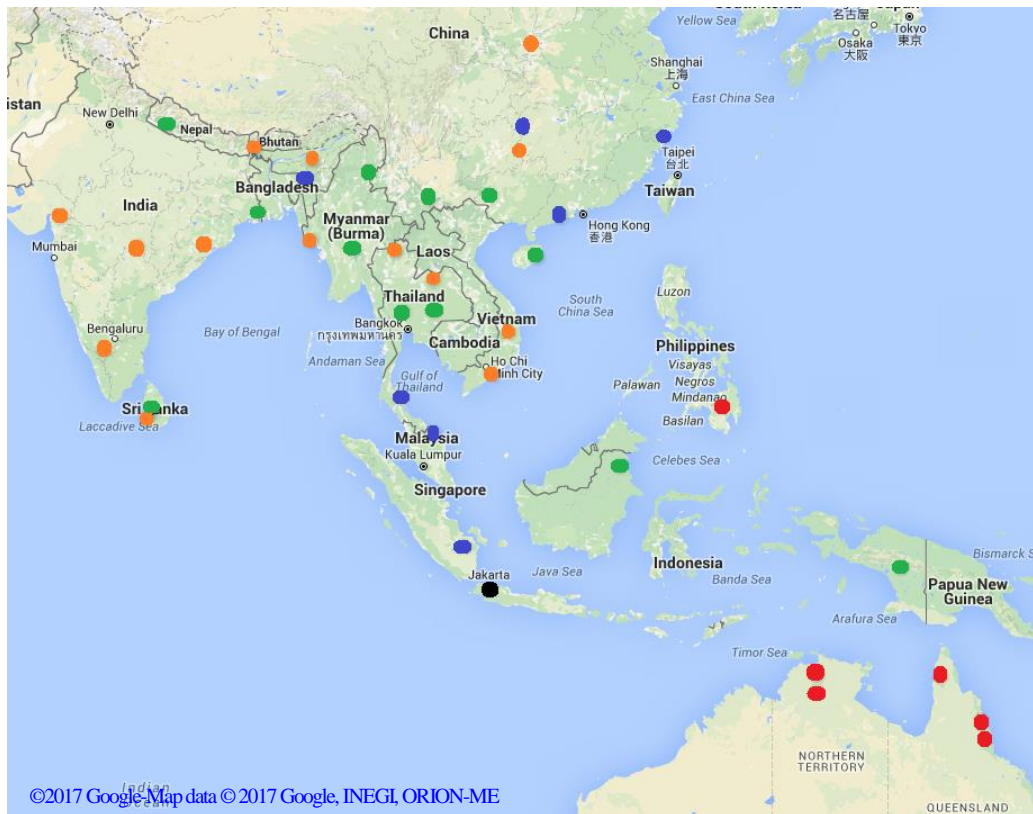 South Korea
Japan
Yellow Sea
名古屋
Tokyo
東京
Osaka
大阪
China
Shanghai
上海
istan
East China Sea
New Delhi
Nepal
Bhutan
Taipei
台北
Bangladesh
Taiwan
India
Myanmar
(Burma)
Hong Kong
香港
Mumbai
Laos
Luzon
Thailand
South
China Sea
Bengaluru
Bay of Bengal
Bangkok
กรุงเทพมหานคร
Vietnam
Cambodia
Philippines
Andaman Sea
Gulf of
Thailand
Ho Chi
Minh City
Visayas
Palawan
Negros
Mindanao
Sri Lanka
Basilan
Laccadive Sea
Malaysia
Kuala Lumpur
Celebes Sea
Singapore
Indonesia
Jakarta
Java Sea
Banda Sea
Bismarck S
Papua New
Guinea
Arafura Sea
Timor Sea
NORTHERN
TERRITORY
Indian
Ocean
©2017 Google-Map data © 2017 Google, INEGI, ORION-ME
QUEENSLAND